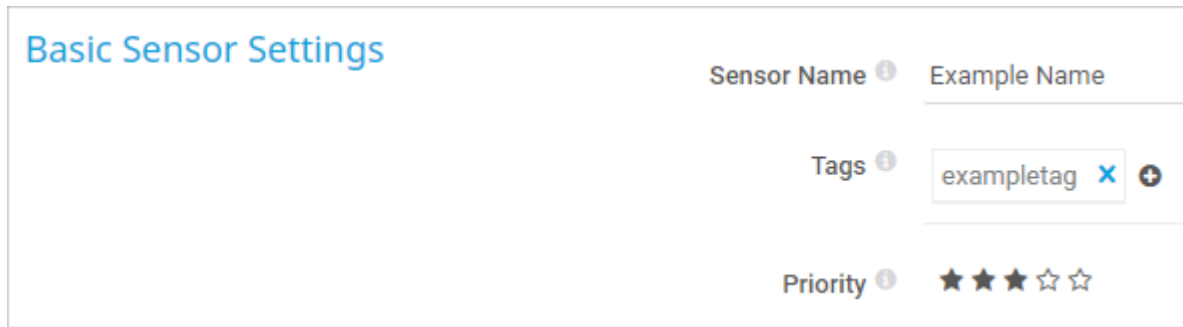 Basic Sensor Settings
Sensor Name Example Name
Tags exampletag
Priority